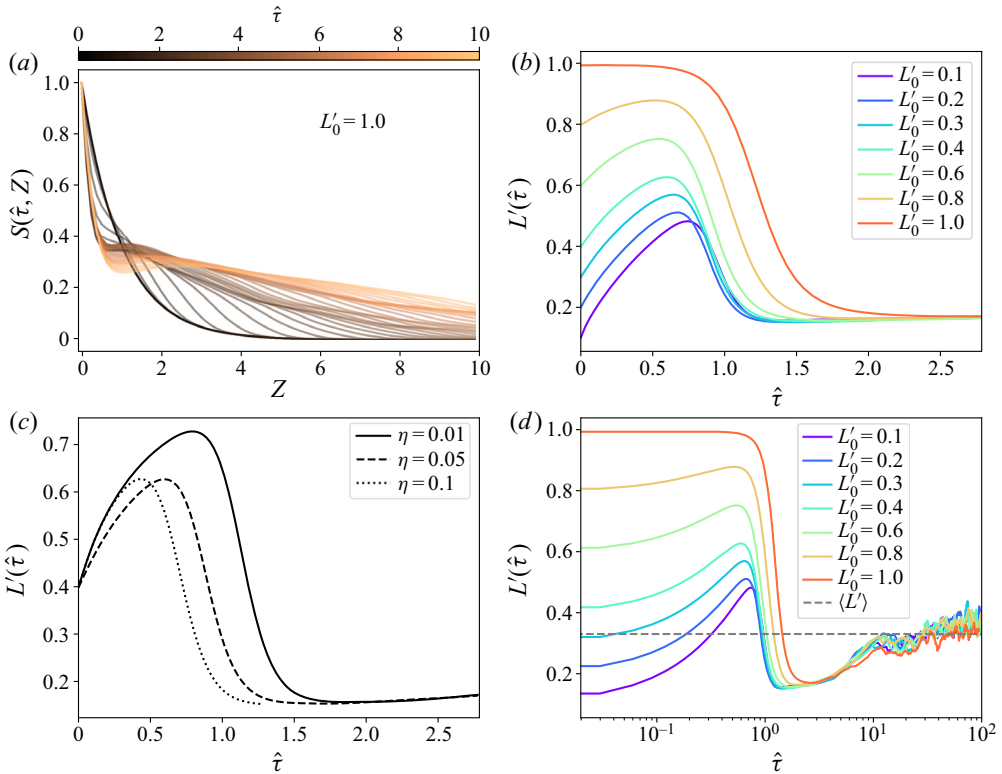 τ̂
0 2 4 6 8 10
(a)
1.0
0.8
0.6
0.4
0.2
0
S(τ̂, Z)
L′₀ = 1.0
0 2 4 6 8 10
Z
(b)
1.0
0.8
0.6
0.4
0.2
L′(τ̂)
L′₀ = 0.1
L′₀ = 0.2
L′₀ = 0.3
L′₀ = 0.4
L′₀ = 0.6
L′₀ = 0.8
L′₀ = 1.0
0 0.5 1.0 1.5 2.0 2.5
τ̂
(c)
0.7
0.6
0.5
0.4
0.3
0.2
L′(τ̂)
η = 0.01
η = 0.05
η = 0.1
0 0.5 1.0 1.5 2.0 2.5
τ̂
(d)
1.0
0.8
0.6
0.4
0.2
L′(τ̂)
L′₀ = 0.1
L′₀ = 0.2
L′₀ = 0.3
L′₀ = 0.4
L′₀ = 0.6
L′₀ = 0.8
L′₀ = 1.0
⟨L′⟩
10⁻¹ 10⁰ 10¹ 10²
τ̂